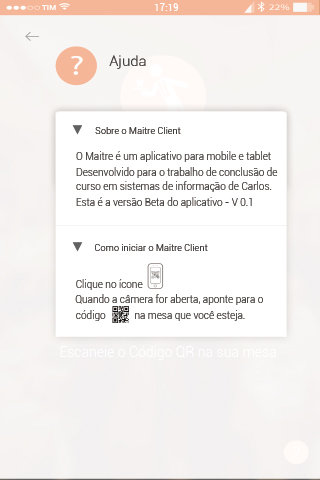 TIM 17:19 22%
?
Ajuda
Sobre o Maitre Client
O Maitre é um aplicativo para mobile e tablet
Desenvolvido para o trabalho de conclusão de
curso em sistemas de informação de Carlos.
Esta é a versão Beta do aplicativo - V 0.1
Como iniciar o Maitre Client
Clique no ícone
Quando a câmera for aberta, aponte para o
código na mesa que você esteja.
Escaneie o Código QR na sua mesa